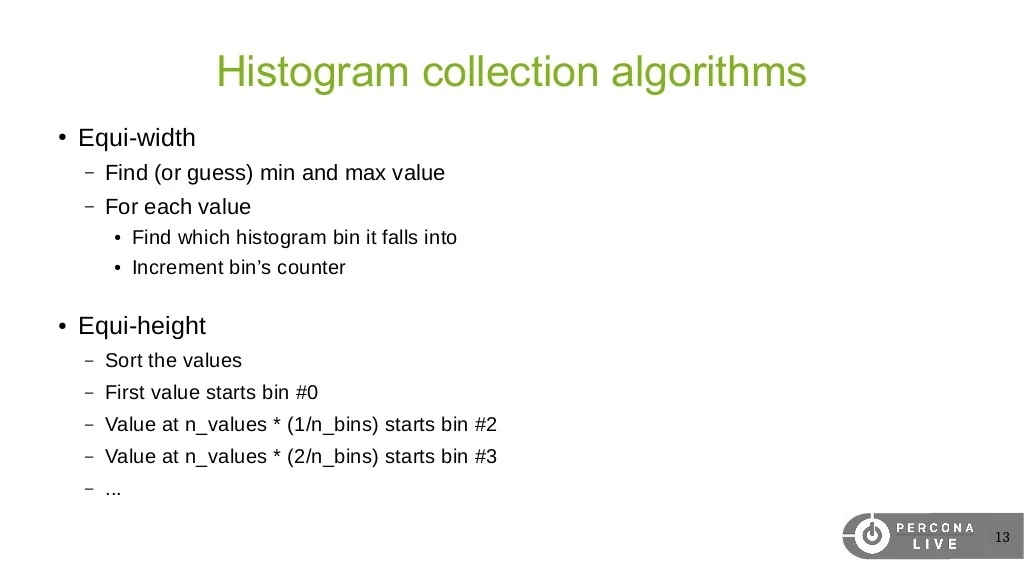 Histogram collection algorithms
• Equi-width
– Find (or guess) min and max value
– For each value
• Find which histogram bin it falls into
• Increment bin’s counter
• Equi-height
– Sort the values
– First value starts bin #0
– Value at n_values * (1/n_bins) starts bin #2
– Value at n_values * (2/n_bins) starts bin #3
– ...
PERCONA
LIVE
13